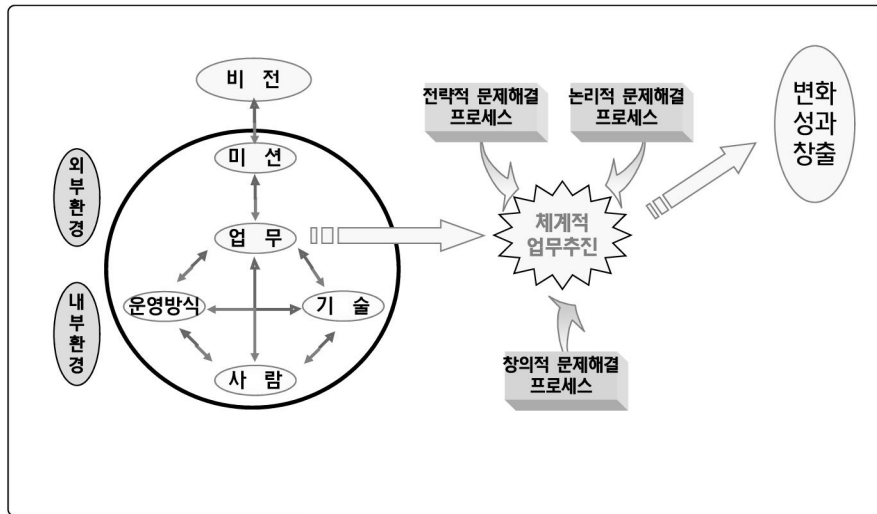 비 전
미 션
외
부
환
경
업 무
운영방식
기 술
내
부
환
경
사 람
전략적 문제해결
프로세스
논리적 문제해결
프로세스
체계적
업무추진
창의적 문제해결
프로세스
변화
성과
창출